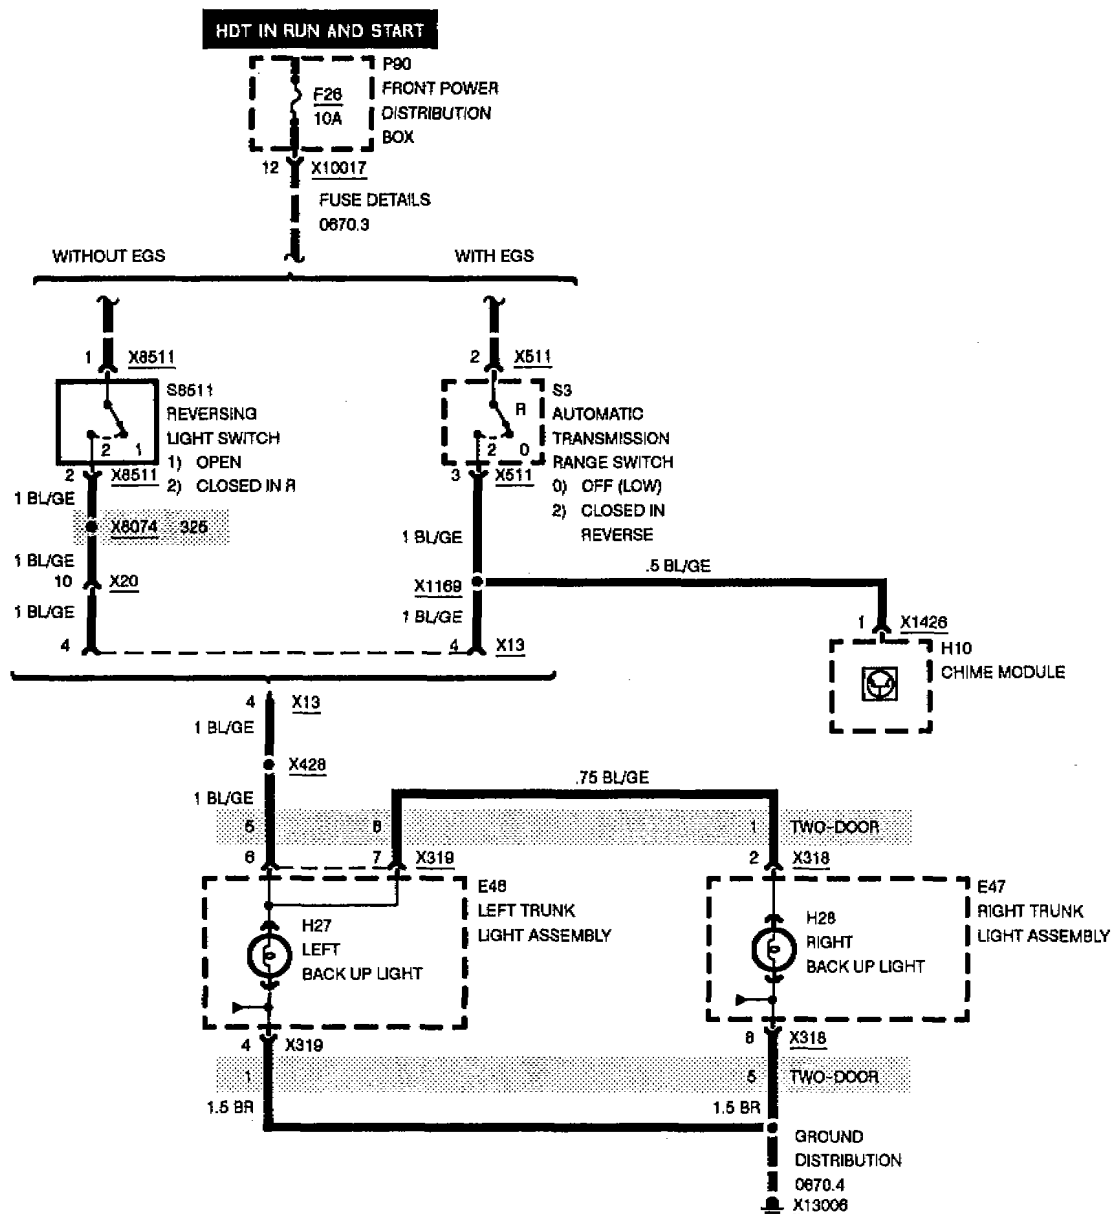 HOT IN RUN AND START
P90
FRONT POWER
DISTRIBUTION
BOX
F26
10A
12 X10017
FUSE DETAILS
0670.3
WITHOUT EGS
WITH EGS
1 X8511
2 X511
S8511
REVERSING
LIGHT SWITCH
1) OPEN
2) CLOSED IN R
2 1
S3
AUTOMATIC
TRANSMISSION
RANGE SWITCH
0) OFF (LOW)
2) CLOSED IN
REVERSE
R
2 0
2 X8511
3 X511
1 BL/GE
X8074 325
1 BL/GE
1 BL/GE
.5 BL/GE
10 X20
X1169
1 BL/GE
1 BL/GE
1 X1426
4
4 X13
H10
CHIME MODULE
4 X13
1 BL/GE
X428
.75 BL/GE
1 BL/GE
5 8 1 TWO-DOOR
6 7 X319
2 X318
E46
LEFT TRUNK
LIGHT ASSEMBLY
H27
LEFT
BACK UP LIGHT
E47
RIGHT TRUNK
LIGHT ASSEMBLY
H28
RIGHT
BACK UP LIGHT
4 X319
8 X318
1 5 TWO-DOOR
1.5 BR
1.5 BR
GROUND
DISTRIBUTION
0670.4
X13006